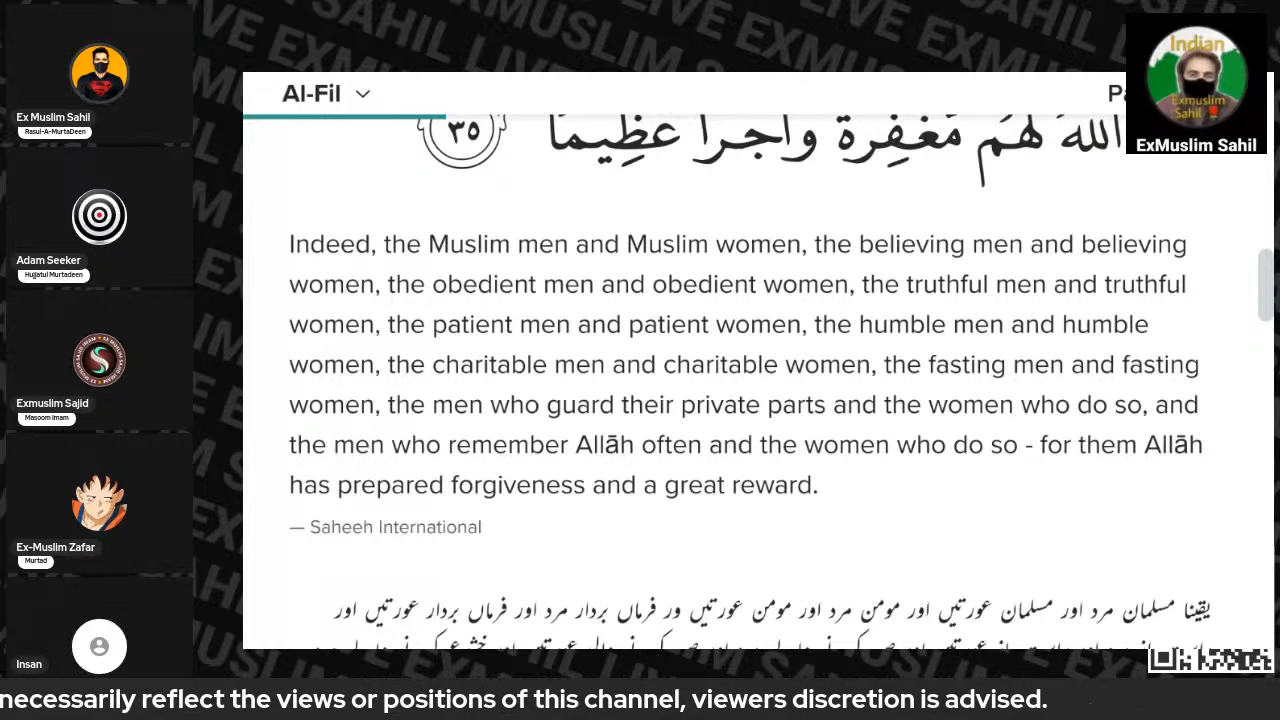 Ex Muslim Sahil
Rasul-A-MurtaDeen
Adam Seeker
Hujjatul Murtadeen
Exmuslim Sajid
Masoom Imam
Ex-Muslim Zafar
Murtad
Insan
Al-Fil
Indian
Exmuslim
Sahil
ExMuslim Sahil
ٱللَّهُ لَهُم مَّغْفِرَةً وَأَجْرًا عَظِيمًا ٣٥
Indeed, the Muslim men and Muslim women, the believing men and believing
women, the obedient men and obedient women, the truthful men and truthful
women, the patient men and patient women, the humble men and humble
women, the charitable men and charitable women, the fasting men and fasting
women, the men who guard their private parts and the women who do so, and
the men who remember Allāh often and the women who do so - for them Allāh
has prepared forgiveness and a great reward.
— Saheeh International
یقینا مسلمان مرد اور مسلمان عورتیں اور مومن مرد اور مومن عورتیں ور فرماں بردار مرد اور فرماں بردار عورتیں اور
necessarily reflect the views or positions of this channel, viewers discretion is advised.